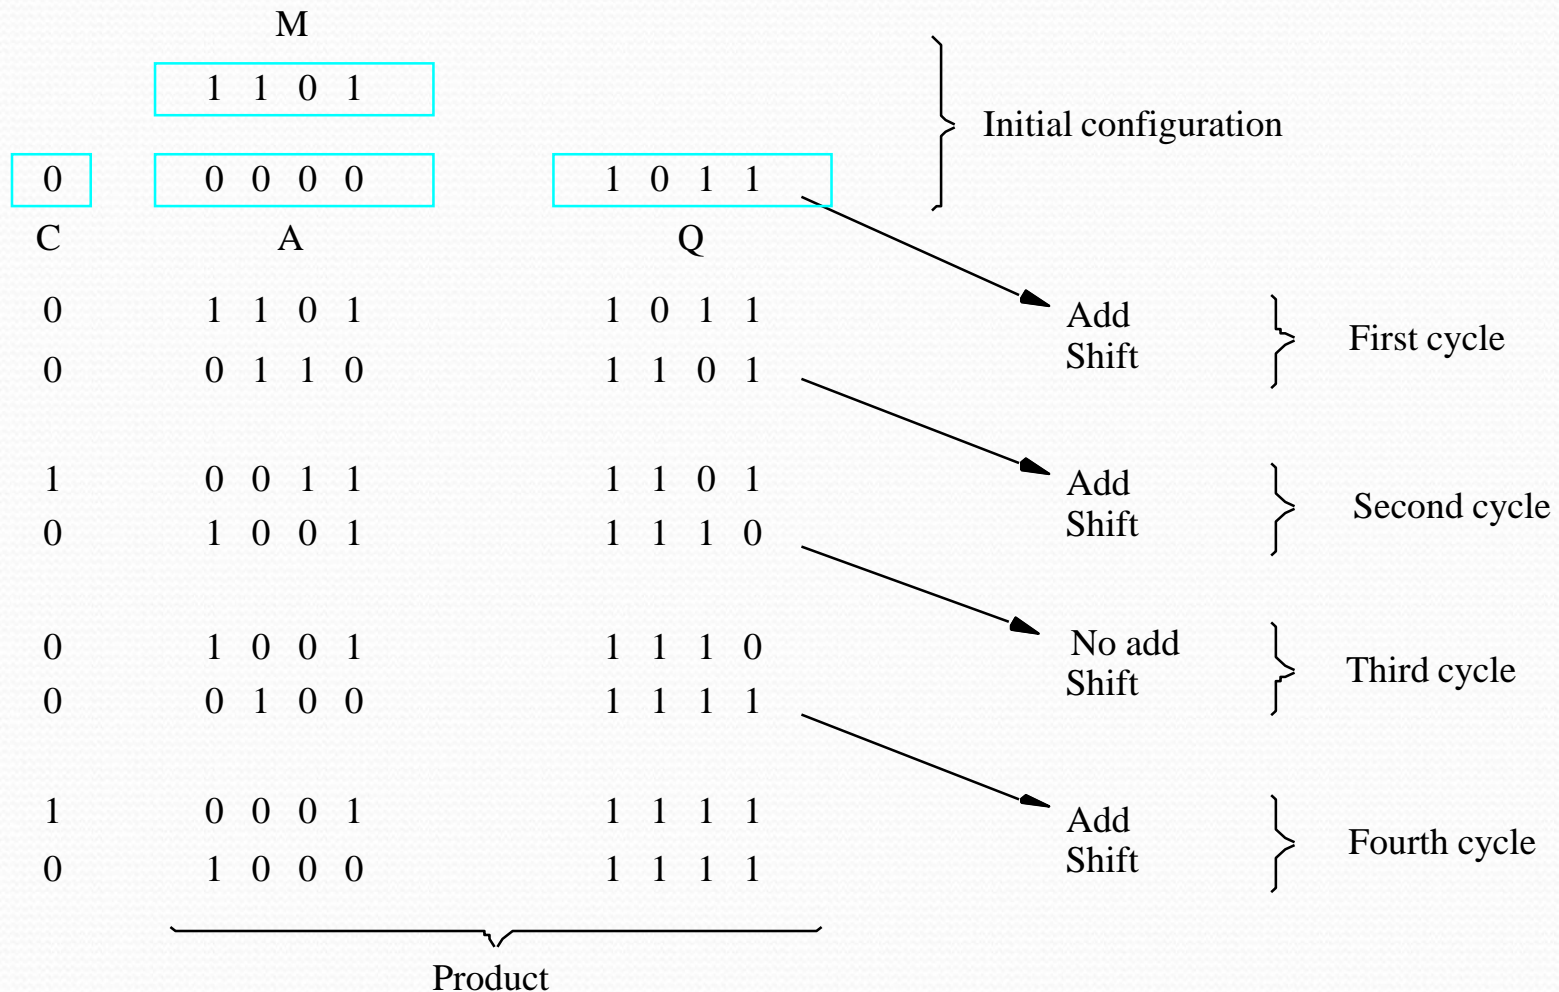 M
1 1 0 1
Initial configuration
0 0 0 0 0 1 0 1 1
C A Q
0 1 1 0 1 1 0 1 1 Add
First cycle
0 0 1 1 0 1 1 0 1 Shift
1 0 0 1 1 1 1 0 1 Add
Second cycle
0 1 0 0 1 1 1 1 0 Shift
0 1 0 0 1 1 1 1 0 No add
Third cycle
0 0 1 0 0 1 1 1 1 Shift
1 0 0 0 1 1 1 1 1 Add
Fourth cycle
0 1 0 0 0 1 1 1 1 Shift
Product